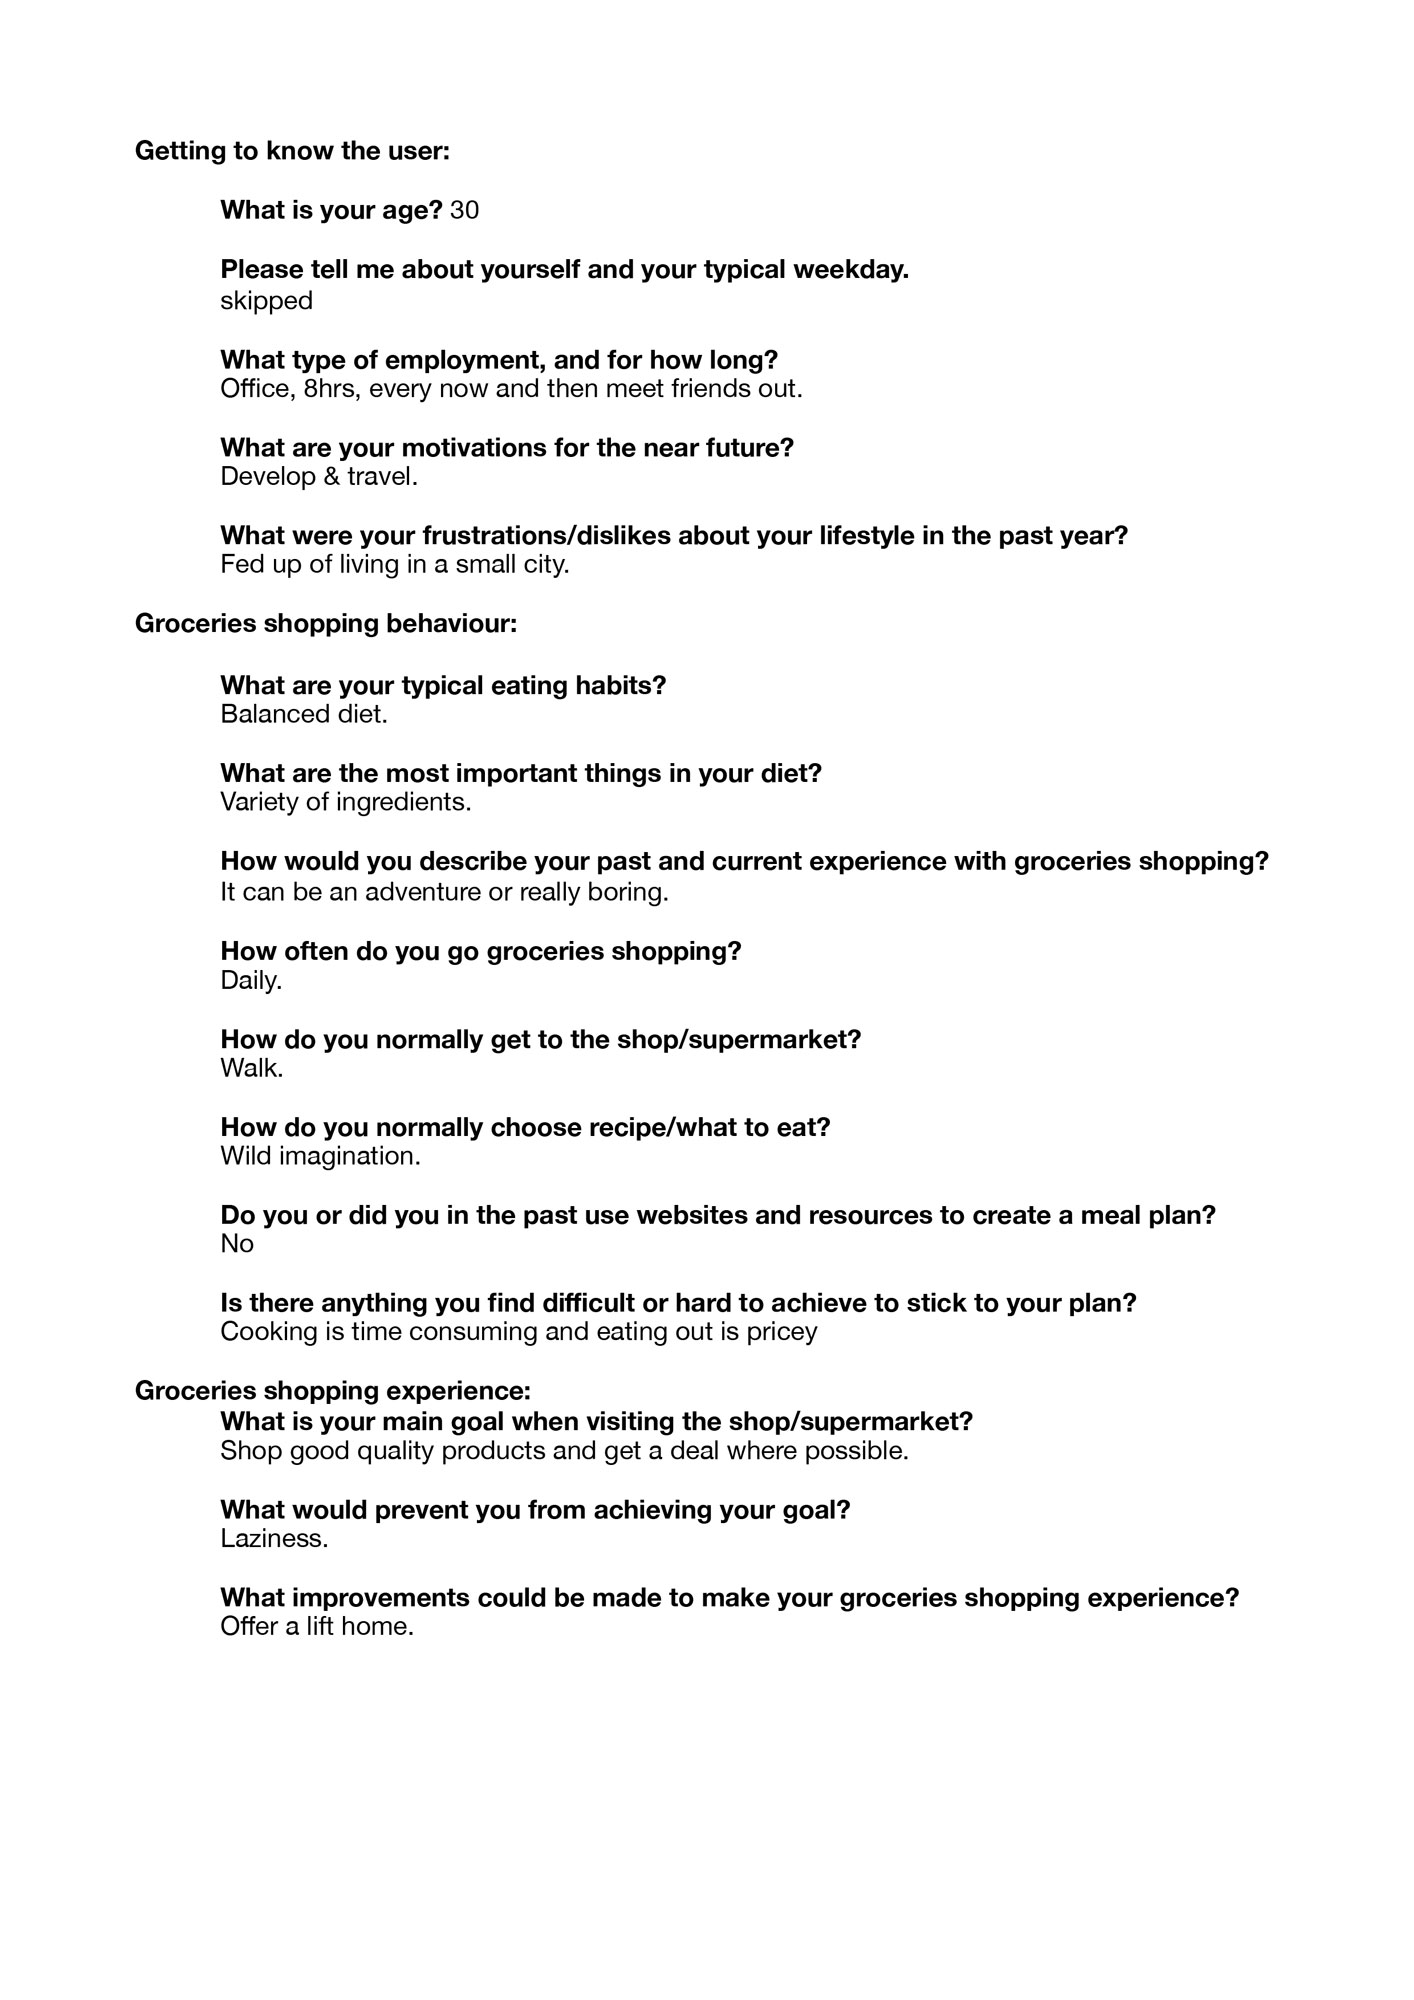 Getting to know the user:
What is your age? 30
Please tell me about yourself and your typical weekday.
skipped
What type of employment, and for how long?
Office, 8hrs, every now and then meet friends out.
What are your motivations for the near future?
Develop & travel.
What were your frustrations/dislikes about your lifestyle in the past year?
Fed up of living in a small city.
Groceries shopping behaviour:
What are your typical eating habits?
Balanced diet.
What are the most important things in your diet?
Variety of ingredients.
How would you describe your past and current experience with groceries shopping?
It can be an adventure or really boring.
How often do you go groceries shopping?
Daily.
How do you normally get to the shop/supermarket?
Walk.
How do you normally choose recipe/what to eat?
Wild imagination.
Do you or did you in the past use websites and resources to create a meal plan?
No
Is there anything you find difficult or hard to achieve to stick to your plan?
Cooking is time consuming and eating out is pricey
Groceries shopping experience:
What is your main goal when visiting the shop/supermarket?
Shop good quality products and get a deal where possible.
What would prevent you from achieving your goal?
Laziness.
What improvements could be made to make your groceries shopping experience?
Offer a lift home.